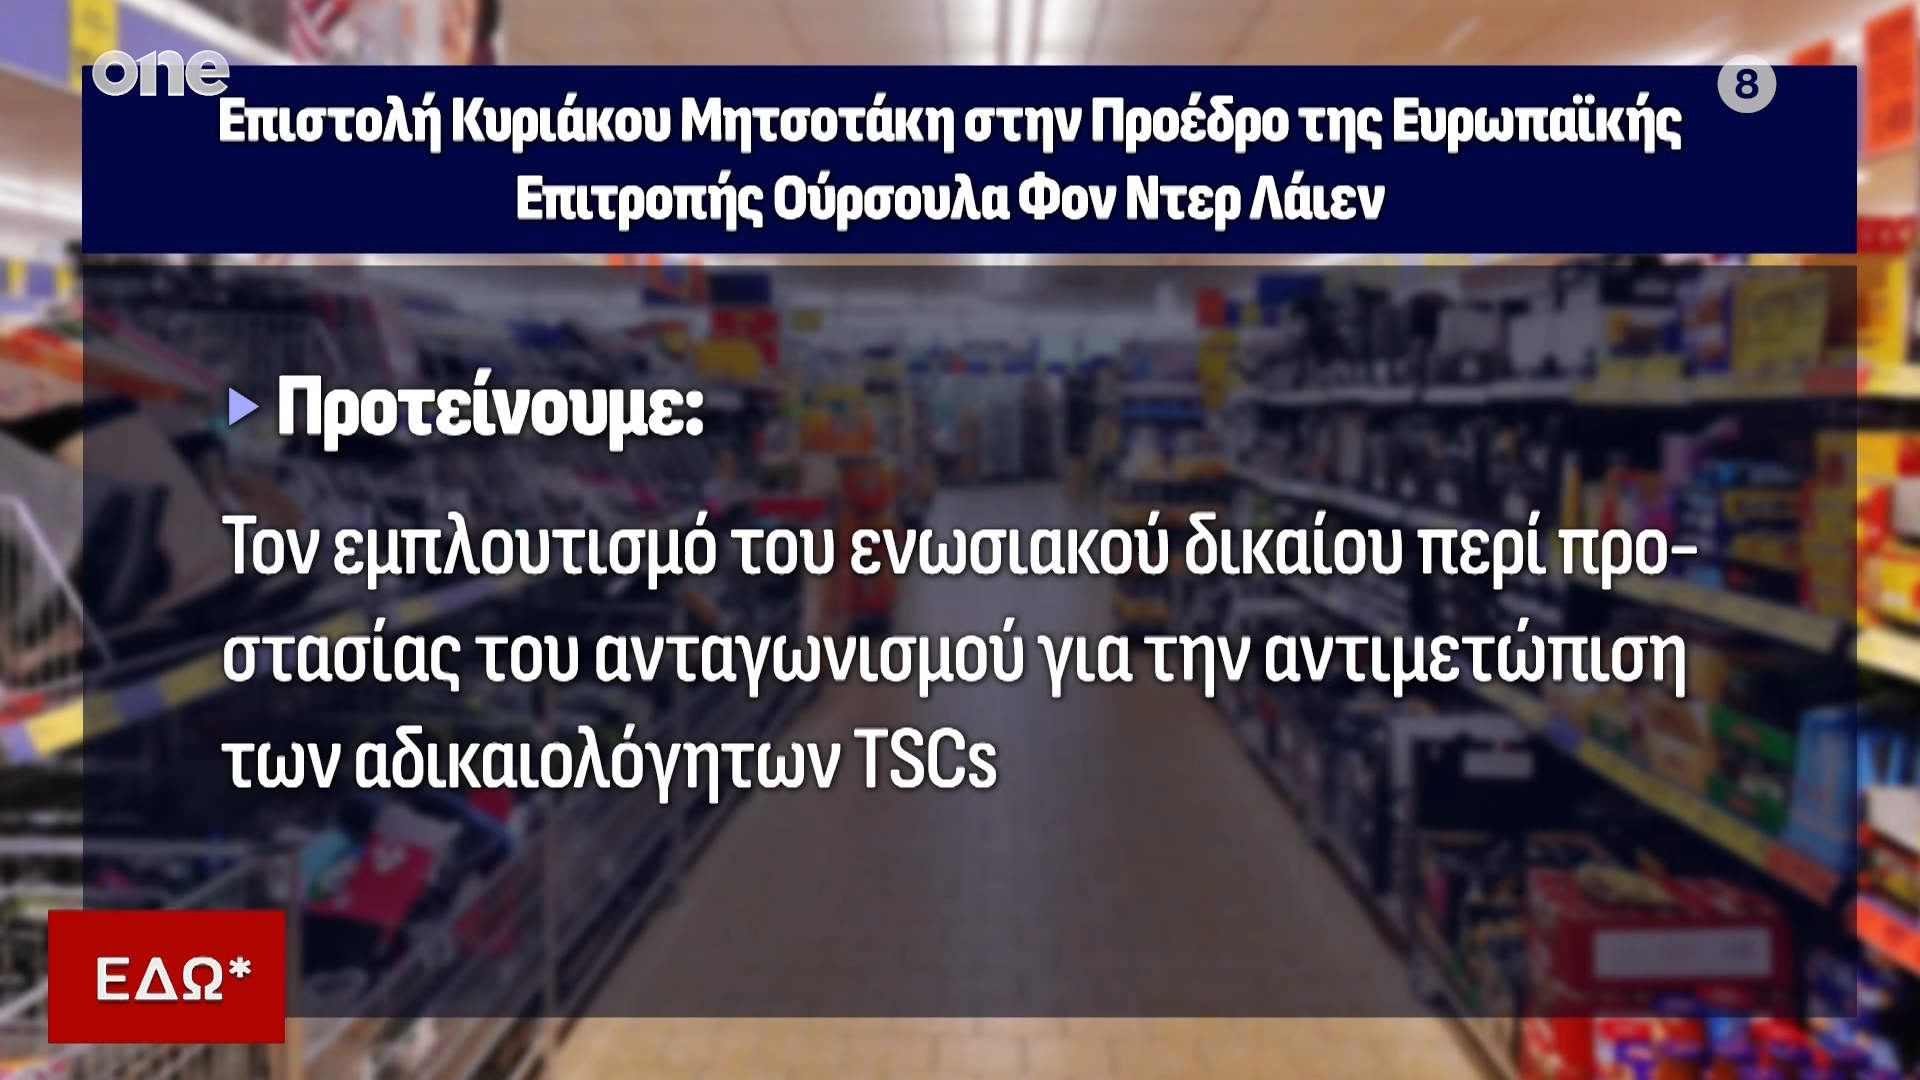 one
8
Επιστολή Κυριάκου Μητσοτάκη στην Προέδρο της Ευρωπαϊκής
Επιτροπής Ούρσουλα Φον Ντερ Λάιεν
Προτείνουμε:
Τον εμπλουτισμό του ενωσιακού δικαίου περί προ-
στασίας του ανταγωνισμού για την αντιμετώπιση
των αδικαιολόγητων TSCs
ΕΔΩ*